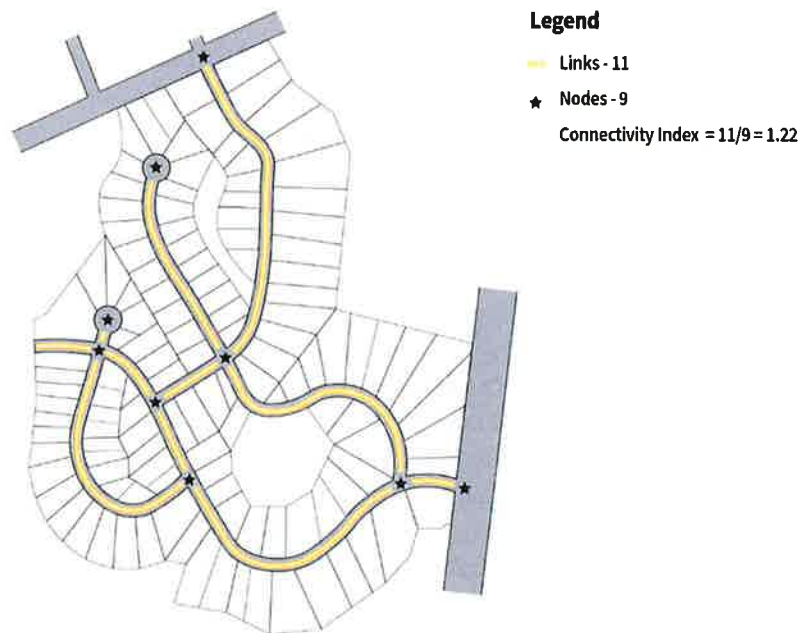 Legend
Links - 11
Nodes - 9
Connectivity Index = 11/9 = 1.22